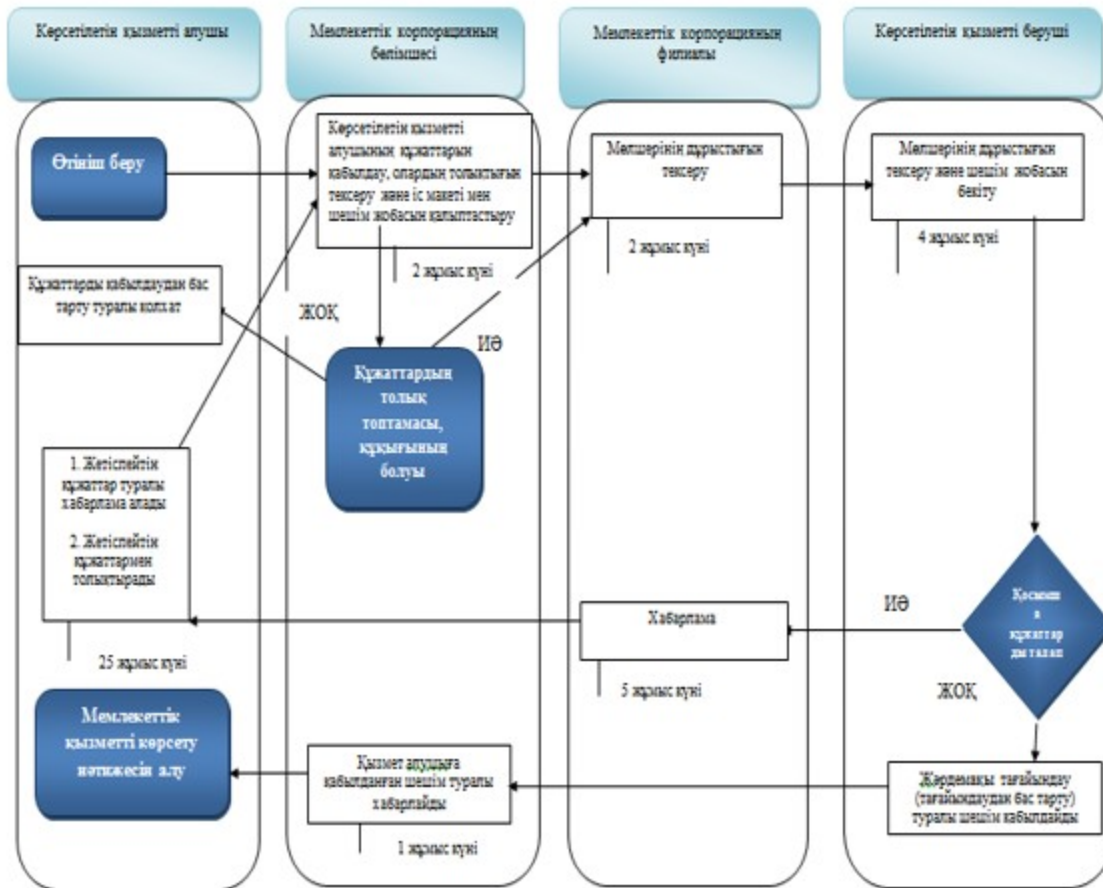 Көрсетілетін қызметті алушы
Мемлекеттік корпорацияның
бөлімшесі
Мемлекеттік корпорацияның
филиалы
Көрсетілетін қызметті беруші
Өтініш беру
Көрсетілетін қызметті
алушының құжаттарын
қабылдау, олардың толықтығын
тексеру және іс макеті мен
шешім жобасын қалыптастыру
2 жұмыс күні
Мөлшерінің дұрыстығын
тексеру
2 жұмыс күні
Мөлшерінің дұрыстығын
тексеру және шешім жобасын
бекіту
4 жұмыс күні
Құжаттарды қабылдаудан бас
тарту туралы қолхат
ЖОҚ
ИӘ
Құжаттардың
толық
топтамасы,
құқығының
болуы
1. Жетіспейтін
құжаттар туралы
хабарлама алады
2. Жетіспейтін
құжаттармен
толықтырады
25 жұмыс күні
Хабарлама
5 жұмыс күні
ИӘ
Қосымш
а
құжаттар
ды талап
ЖОҚ
Мемлекеттік
қызметті көрсету
нәтижесін алу
Қызмет алушыға
қабылданған шешім туралы
хабарлайды
1 жұмыс күні
Жәрдемақы тағайындау
(тағайындаудан бас тарту)
туралы шешім қабылдайды